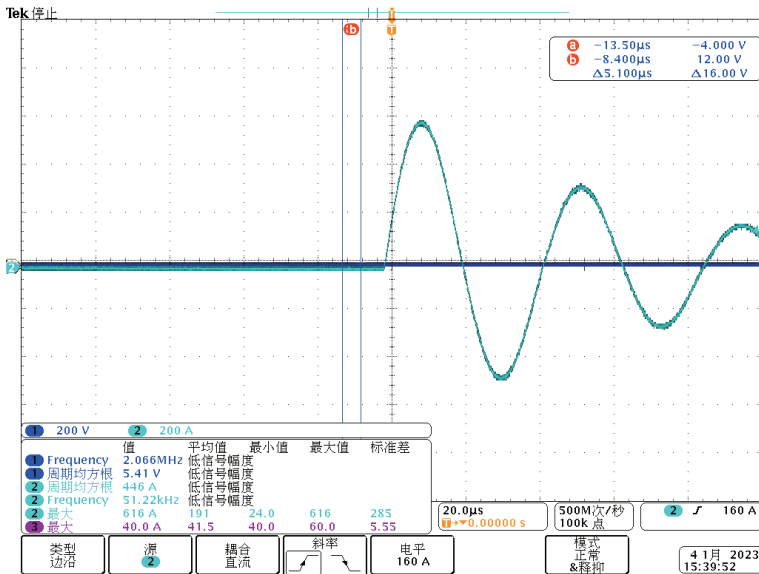 Tek 停止
T
b
T
a -13.50µs -4.000 V
b -8.400µs 12.00 V
Δ5.100µs Δ16.00 V
2
1 200 V 2 200 A
值 平均值 最小值 最大值 标准差
1 Frequency 2.066MHz 低信号幅度
1 周期均方根 5.41 V 低信号幅度
2 周期均方根 446 A 低信号幅度
2 Frequency 51.22kHz 低信号幅度
2 最大 616 A 191 24.0 616 285
3 最大 40.0 A 41.5 40.0 60.0 5.55
20.0µs
T→▼0.00000 s
500M次/秒
100k 点
2 160 A
类型
边沿
源
2
耦合
直流
斜率
电平
160 A
模式
正常
&释抑
4 1月 2023
15:39:52